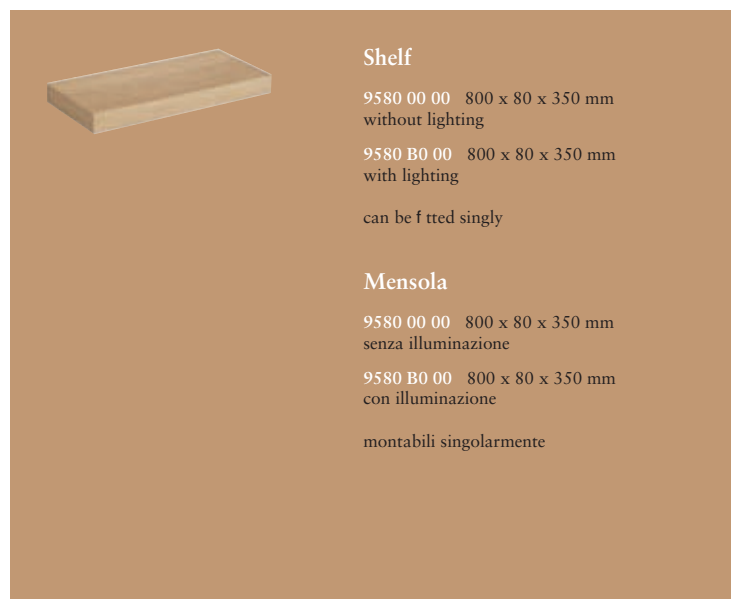 Shelf
9580 00 00 800 x 80 x 350 mm
without lighting
9580 B0 00 800 x 80 x 350 mm
with lighting
can be f tted singly
Mensola
9580 00 00 800 x 80 x 350 mm
senza illuminazione
9580 B0 00 800 x 80 x 350 mm
con illuminazione
montabili singolarmente